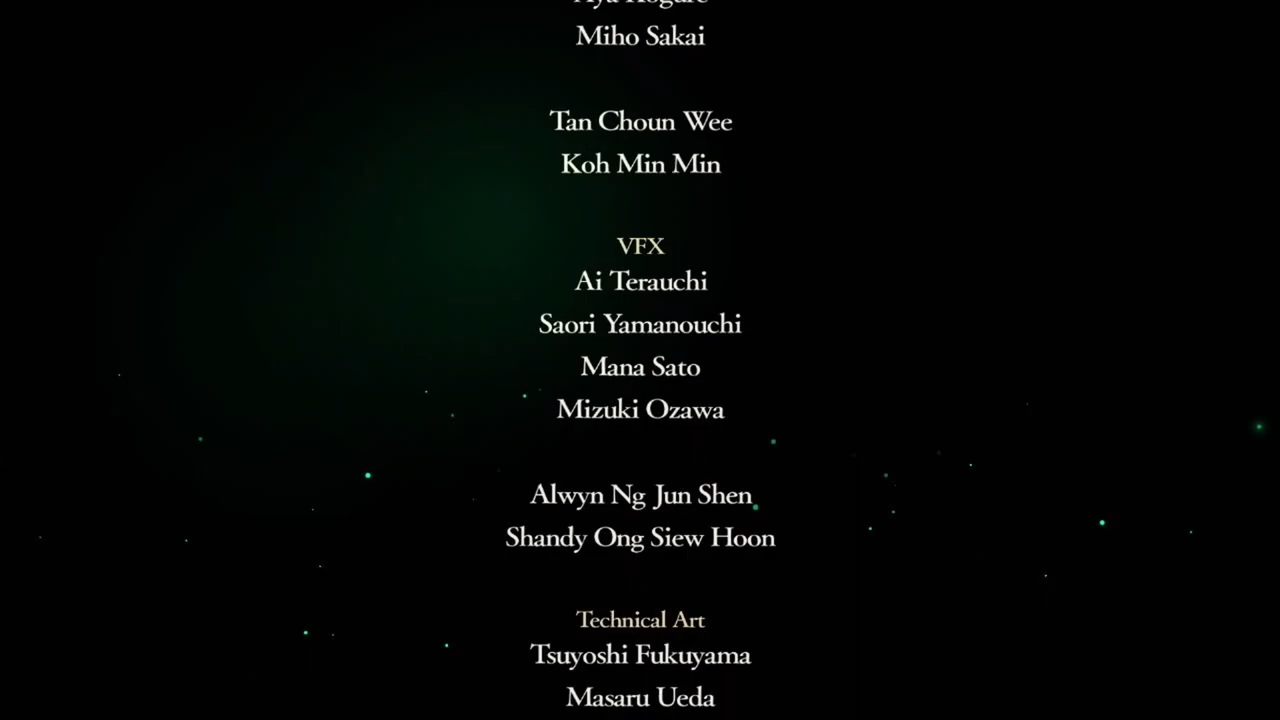 Miho Sakai
Tan Choun Wee
Koh Min Min
VFX
Ai Terauchi
Saori Yamanouchi
Mana Sato
Mizuki Ozawa
Alwyn Ng Jun Shen
Shandy Ong Siew Hoon
Technical Art
Tsuyoshi Fukuyama
Masaru Ueda